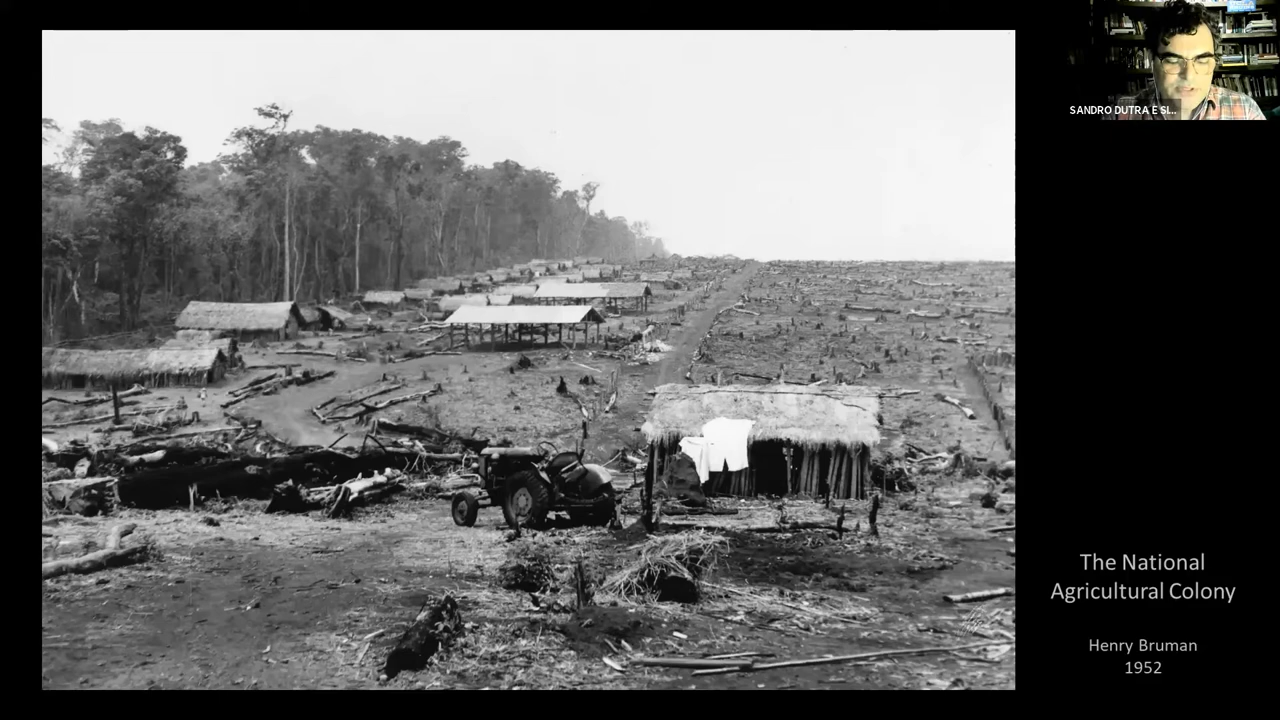 SANDRO DUTRA E SI...
The National
Agricultural Colony
Henry Bruman
1952